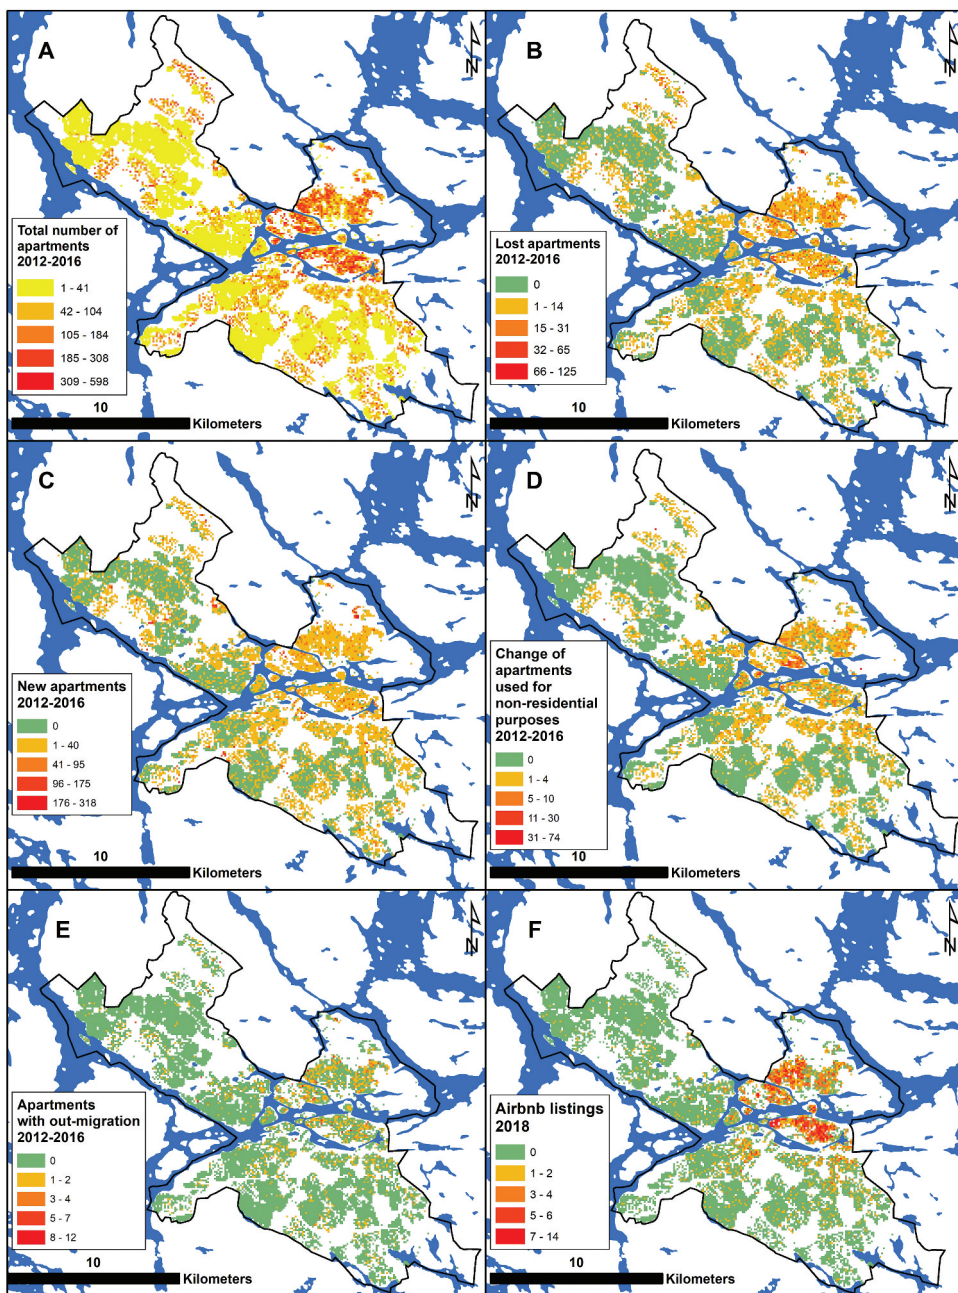 A
N
Total number of
apartments
2012-2016
1 - 41
42 - 104
105 - 184
185 - 308
309 - 598
10
Kilometers
B
N
Lost apartments
2012-2016
0
1 - 14
15 - 31
32 - 65
66 - 125
10
Kilometers
C
N
New apartments
2012-2016
0
1 - 40
41 - 95
96 - 175
176 - 318
10
Kilometers
D
N
Change of
apartments
used for
non-residential
purposes
2012-2016
0
1 - 4
5 - 10
11 - 30
31 - 74
10
Kilometers
E
N
Apartments
with out-migration
2012-2016
0
1 - 2
3 - 4
5 - 7
8 - 12
10
Kilometers
F
N
Airbnb listings
2018
0
1 - 2
3 - 4
5 - 6
7 - 14
10
Kilometers